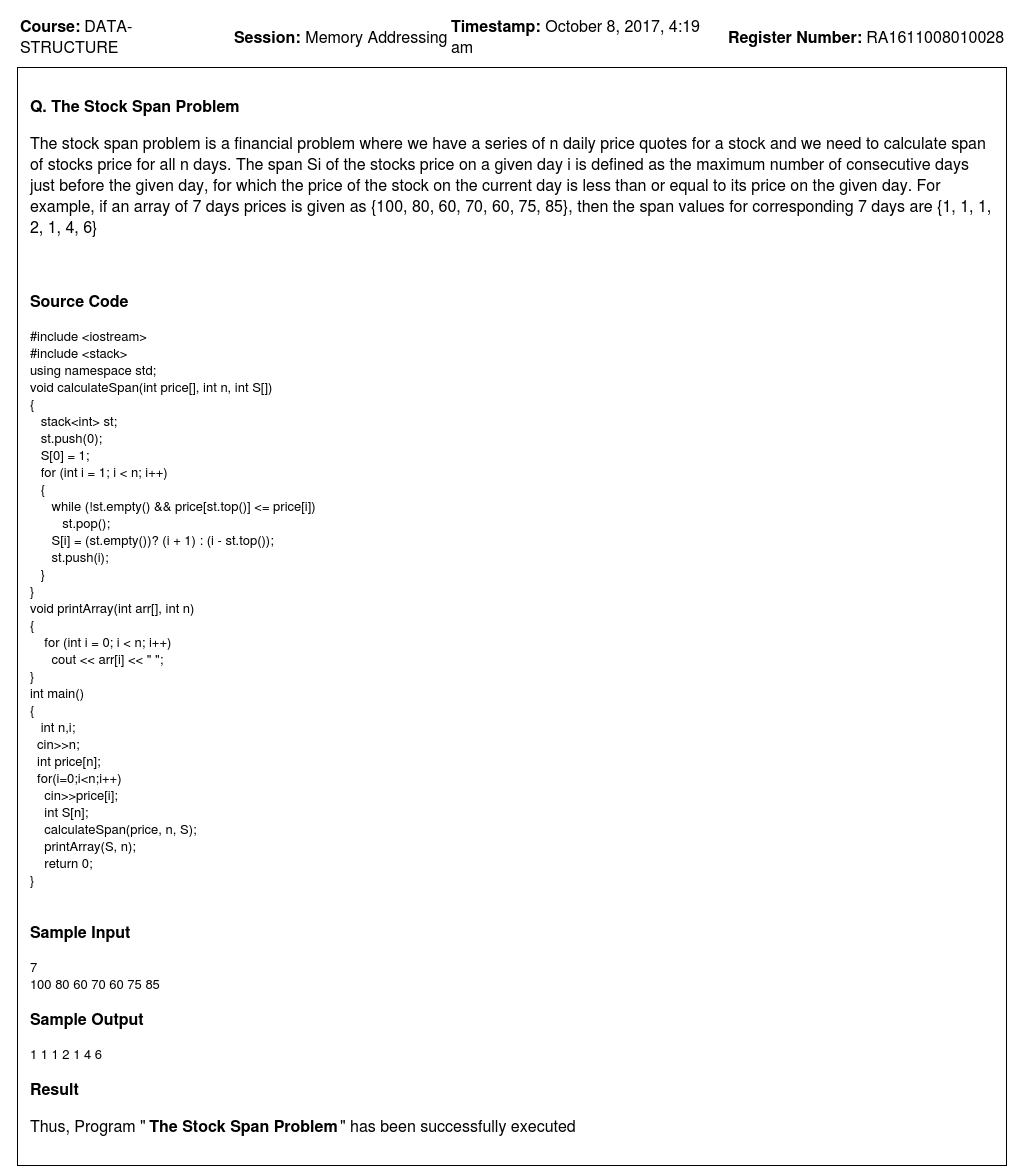 Course: DATA-
STRUCTURE
Session: Memory Addressing
Timestamp: October 8, 2017, 4:19
am
Register Number: RA1611008010028
Q. The Stock Span Problem
The stock span problem is a financial problem where we have a series of n daily price quotes for a stock and we need to calculate span
of stocks price for all n days. The span Si of the stocks price on a given day i is defined as the maximum number of consecutive days
just before the given day, for which the price of the stock on the current day is less than or equal to its price on the given day. For
example, if an array of 7 days prices is given as {100, 80, 60, 70, 60, 75, 85}, then the span values for corresponding 7 days are {1, 1, 1,
2, 1, 4, 6}
Source Code
#include <iostream>
#include <stack>
using namespace std;
void calculateSpan(int price[], int n, int S[])
{
   stack<int> st;
   st.push(0);
   S[0] = 1;
   for (int i = 1; i < n; i++)
   {
      while (!st.empty() && price[st.top()] <= price[i])
         st.pop();
      S[i] = (st.empty())? (i + 1) : (i - st.top());
      st.push(i);
   }
}
void printArray(int arr[], int n)
{
    for (int i = 0; i < n; i++)
      cout << arr[i] << " ";
}
int main()
{
   int n,i;
  cin>>n;
  int price[n];
  for(i=0;i<n;i++)
    cin>>price[i];
    int S[n];
    calculateSpan(price, n, S);
    printArray(S, n);
    return 0;
}
Sample Input
7
100 80 60 70 60 75 85
Sample Output
1 1 1 2 1 4 6
Result
Thus, Program " The Stock Span Problem " has been successfully executed